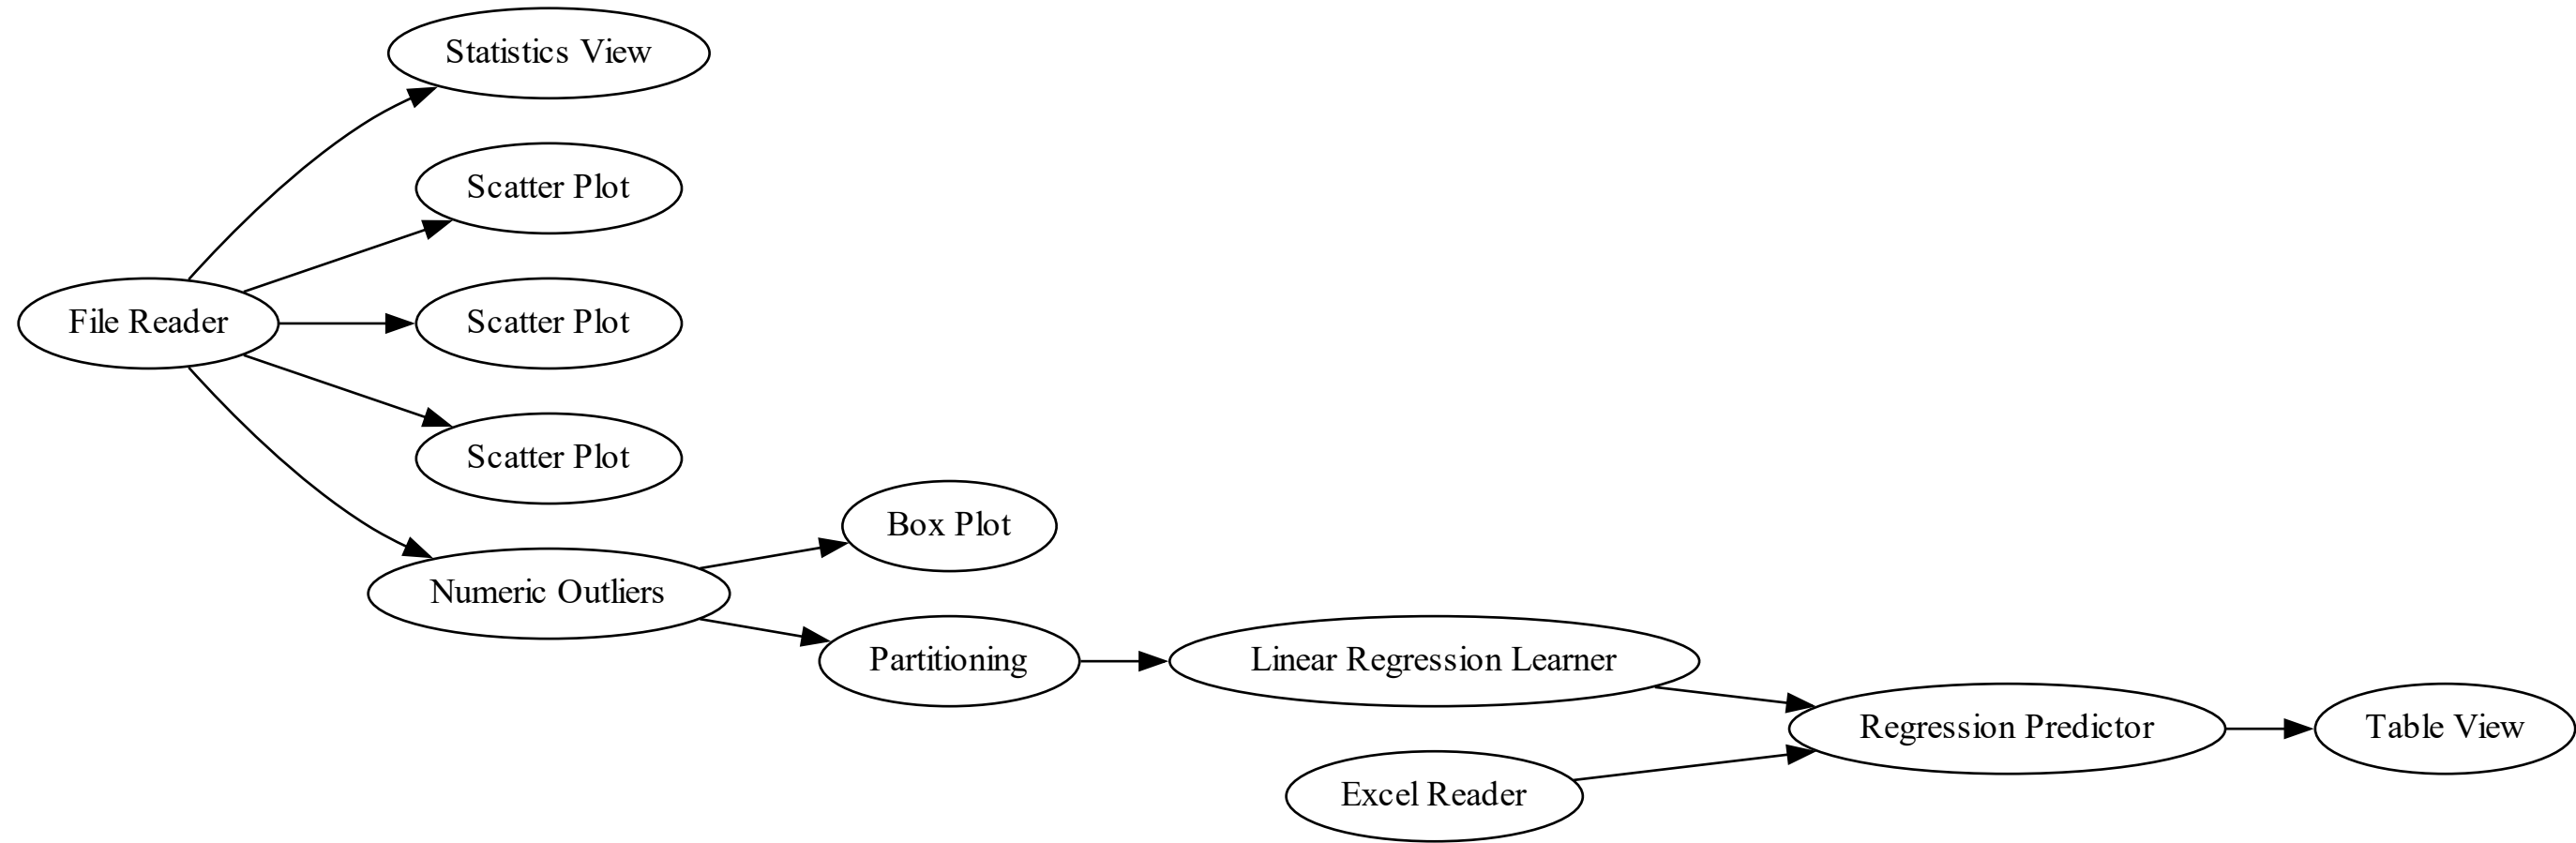 Statistics View
Scatter Plot
File Reader
Scatter Plot
Scatter Plot
Box Plot
Numeric Outliers
Partitioning
Linear Regression Learner
Regression Predictor
Table View
Excel Reader